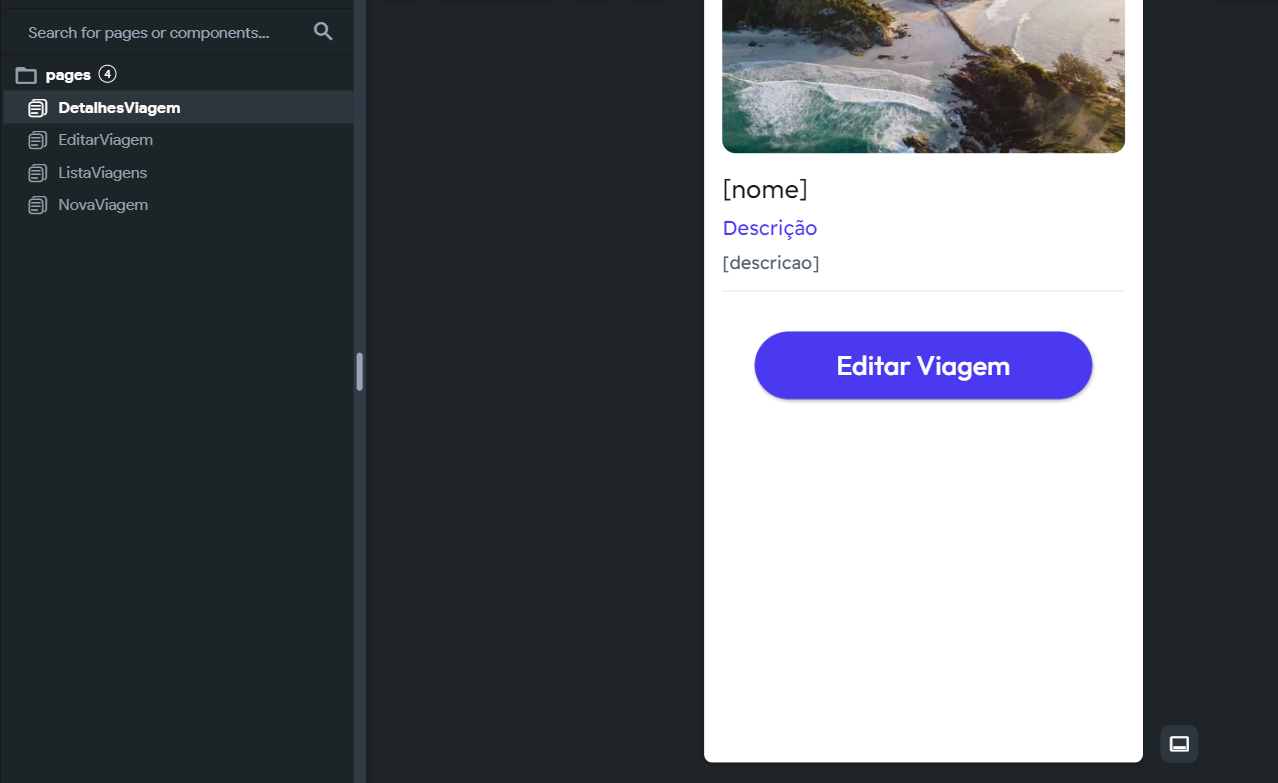 Search for pages or components...
pages 4
DetalhesViagem
EditarViagem
ListaViagens
NovaViagem
[nome]
Descrição
[descricao]
Editar Viagem